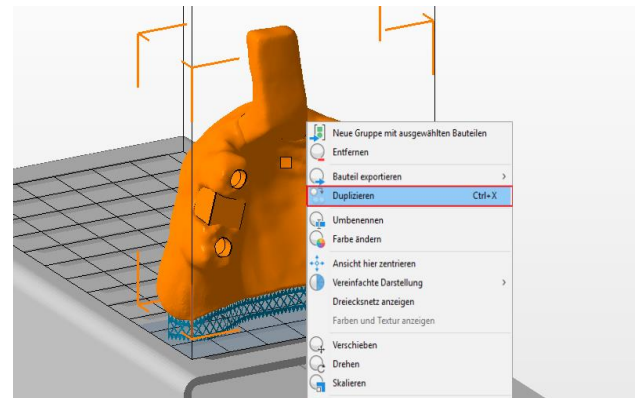 Neue Gruppe mit ausgewählten Bauteilen
Entfernen
Bauteil exportieren
Duplizieren Ctrl+X
Umbenennen
Farbe ändern
Ansicht hier zentrieren
Vereinfachte Darstellung
Dreiecksnetz anzeigen
Farben und Textur anzeigen
Verschieben
Drehen
Skalieren